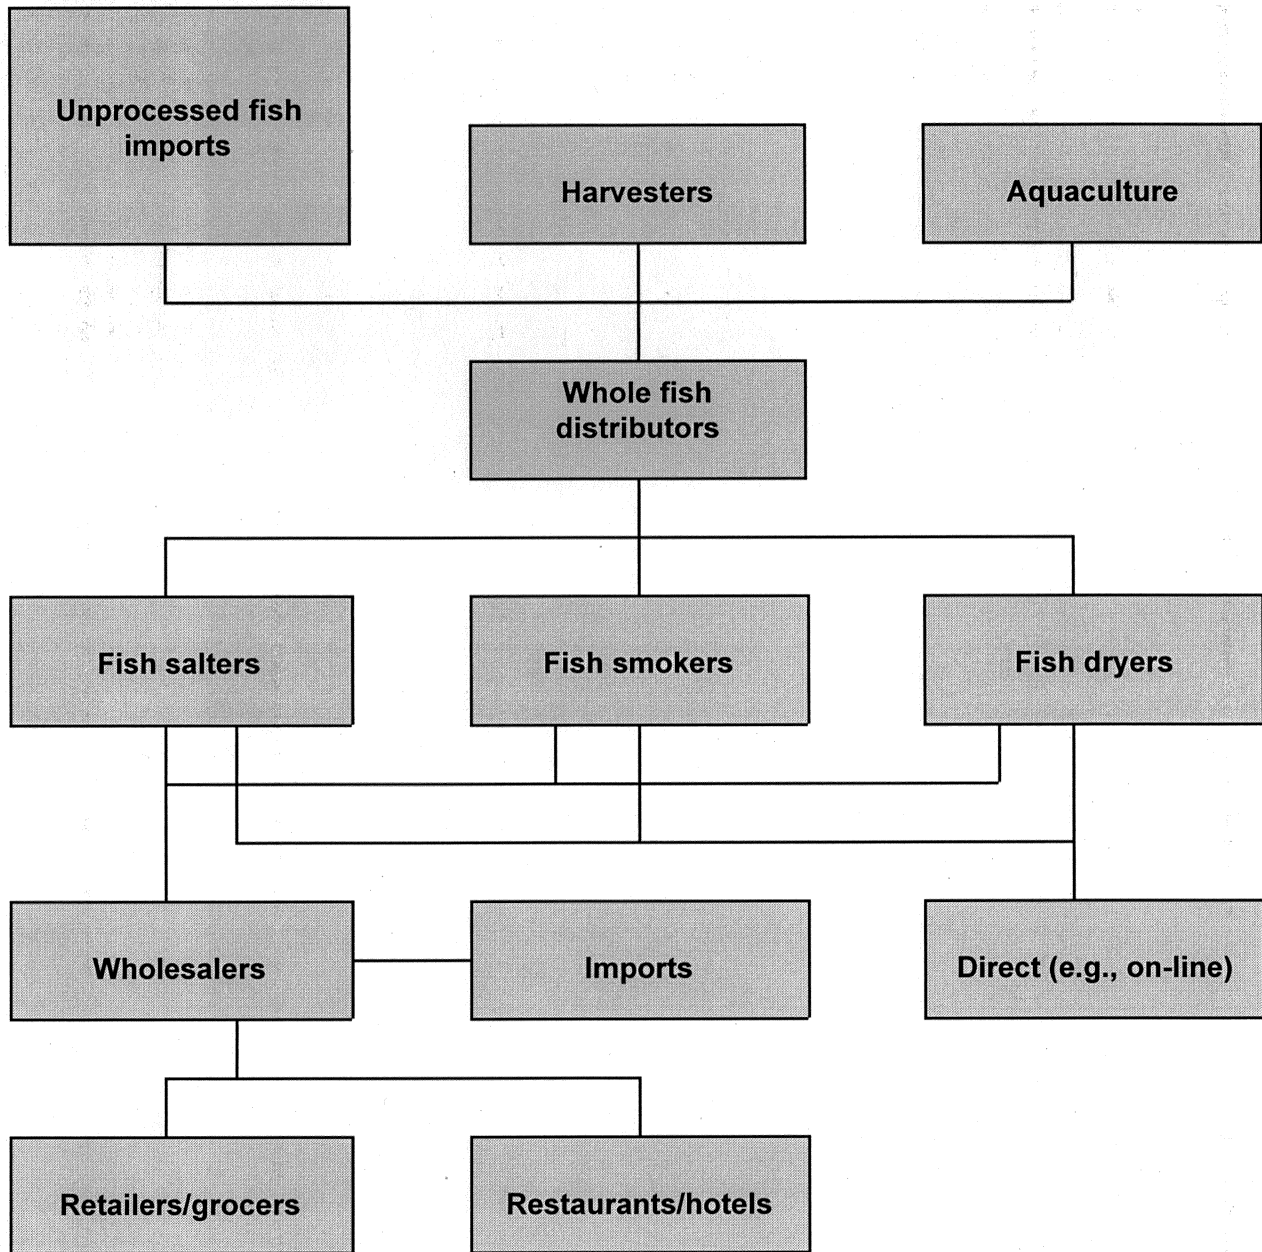 Unprocessed fish
imports
Harvesters
Aquaculture
Whole fish
distributors
Fish salters
Fish smokers
Fish dryers
Wholesalers
Imports
Direct (e.g., on-line)
Retailers/grocers
Restaurants/hotels